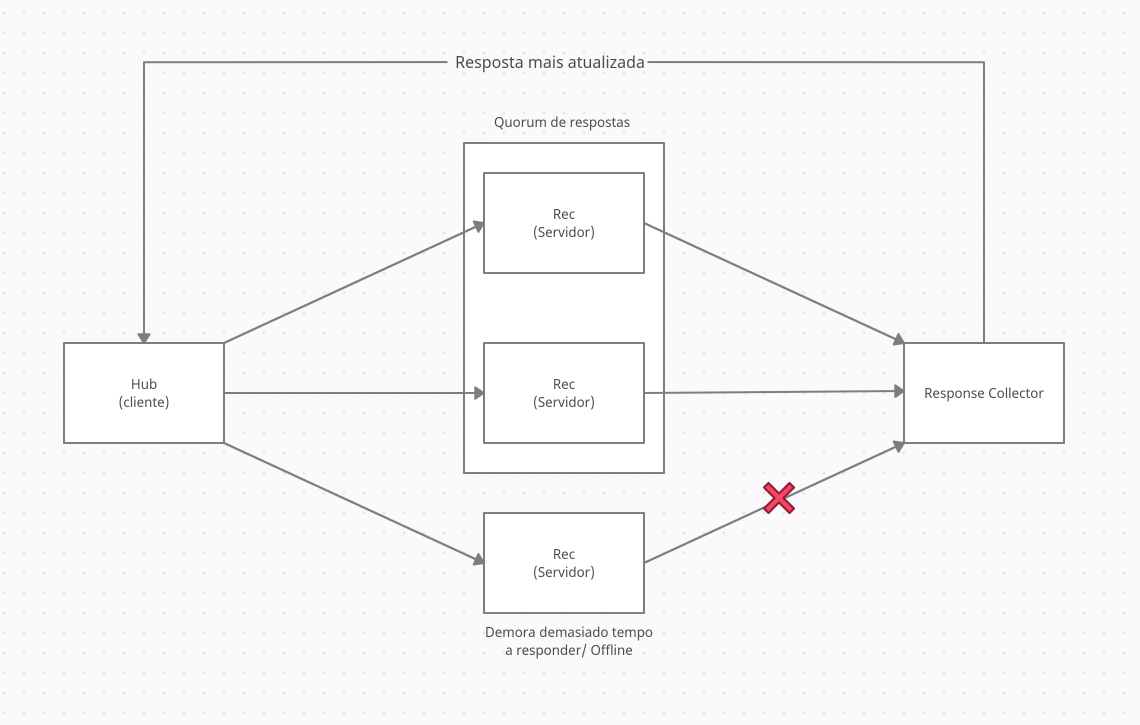 Resposta mais atualizada
Quorum de respostas
Rec
(Servidor)
Hub
(cliente)
Rec
(Servidor)
Response Collector
Rec
(Servidor)
Demora demasiado tempo
a responder/ Offline